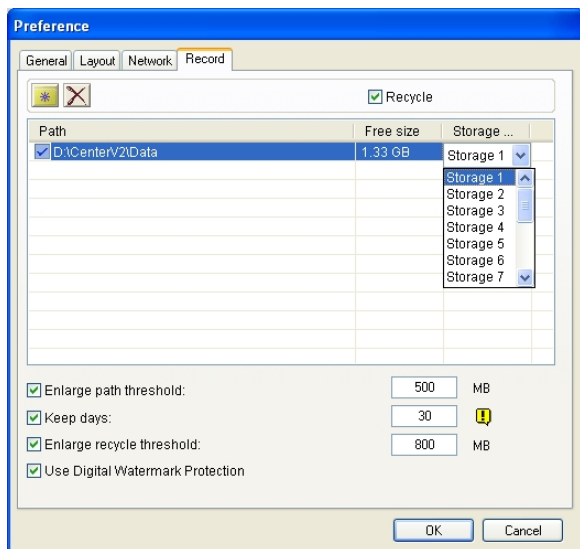 Preference
General Layout Network Record
Recycle
Path Free size Storage ...
D:\CenterV2\Data 1.33 GB Storage 1
Storage 1
Storage 2
Storage 3
Storage 4
Storage 5
Storage 6
Storage 7
Enlarge path threshold: 500 MB
Keep days: 30
Enlarge recycle threshold: 800 MB
Use Digital Watermark Protection
OK Cancel